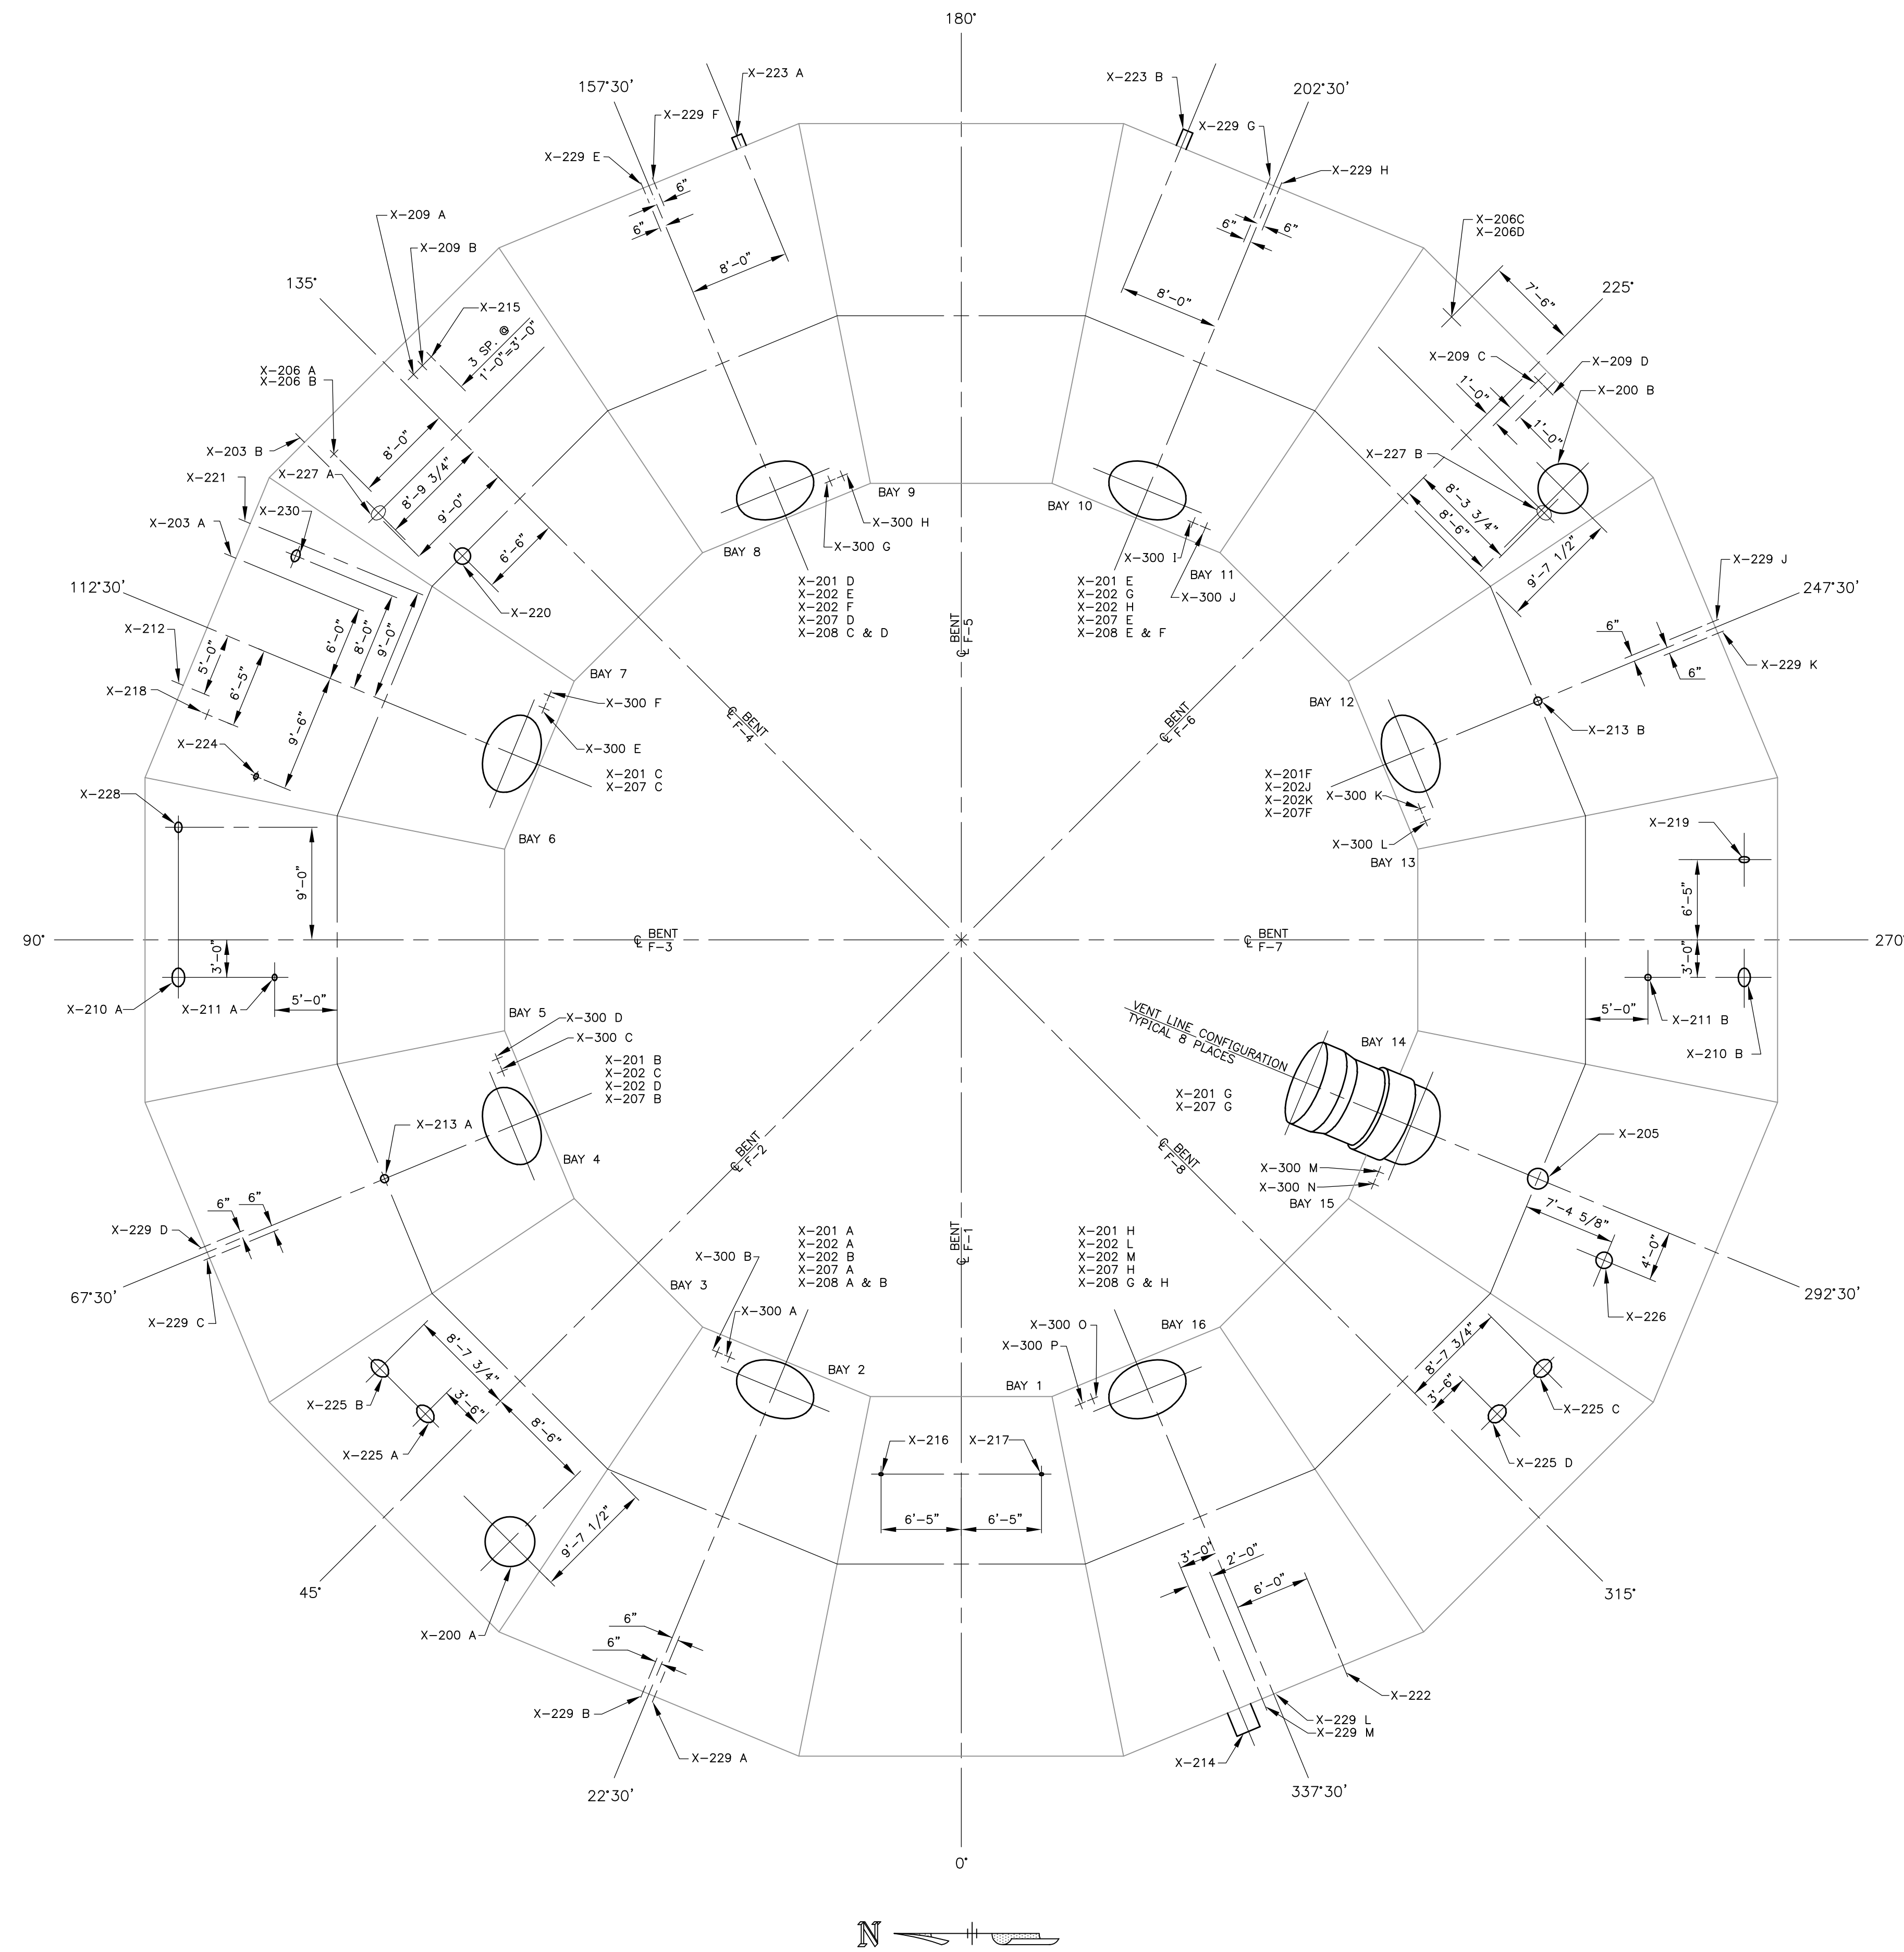 180°
157°30'
X-223 A
X-229 F
X-229 E
6"
6"
8'-0"
X-223 B
X-229 G
202°30'
X-229 H
6"
6"
8'-0"
X-206C
X-206D
7'-6"
225°
X-209 C
X-209 D
X-200 B
1'-0"
1'-0"
X-227 B
8'-3 3/4"
8'-6"
9'-7 1/2"
X-209 A
X-209 B
X-215
3 SP. @
1'-0"=3'-0"
135°
X-206 A
X-206 B
X-203 B
X-227 A
8'-0"
8'-9 3/4"
9'-0"
6'-6"
X-220
X-221
X-203 A
X-230
112°30'
X-212
X-218
X-224
5'-0"
6'-5"
6'-0"
8'-0"
9'-0"
9'-6"
BAY 9
X-300 H
X-300 G
BAY 8
X-201 D
X-202 E
X-202 F
X-207 D
X-208 C & D
BAY 10
X-300 I
BAY 11
X-300 J
X-201 E
X-202 G
X-202 H
X-207 E
X-208 E & F
℄ BENT
F-5
X-229 J
247°30'
6"
6"
X-229 K
X-213 B
BAY 12
X-201F
X-202J
X-202K
X-207F
X-300 K
X-300 L
BAY 13
BAY 7
X-300 F
X-300 E
X-201 C
X-207 C
℄ BENT
F-4
℄ BENT
F-6
X-228
BAY 6
9'-0"
90°
3'-0"
X-210 A
X-211 A
5'-0"
℄ BENT
F-3
℄ BENT
F-7
X-219
6'-5"
270°
3'-0"
5'-0"
X-211 B
X-210 B
BAY 5
X-300 D
X-300 C
X-201 B
X-202 C
X-202 D
X-207 B
X-213 A
BAY 4
6"
6"
X-229 D
67°30'
X-229 C
VENT LINE CONFIGURATION
TYPICAL 8 PLACES
BAY 14
X-201 G
X-207 G
X-205
X-300 M
X-300 N
BAY 15
7'-4 5/8"
4'-0"
X-226
292°30'
℄ BENT
F-2
℄ BENT
F-8
℄ BENT
F-1
BAY 3
X-300 B
X-300 A
X-201 A
X-202 A
X-202 B
X-207 A
X-208 A & B
BAY 2
X-201 H
X-202 L
X-202 M
X-207 H
X-208 G & H
X-300 O
X-300 P
BAY 16
BAY 1
8'-7 3/4"
X-225 B
3'-6"
X-225 A
8'-6"
X-216
X-217
6'-5"
6'-5"
8'-7 3/4"
3'-6"
X-225 C
X-225 D
9'-7 1/2"
45°
X-200 A
6"
6"
X-229 B
X-229 A
22°30'
3'-0"
2'-0"
6'-0"
315°
X-222
X-229 L
X-229 M
X-214
337°30'
0°
N